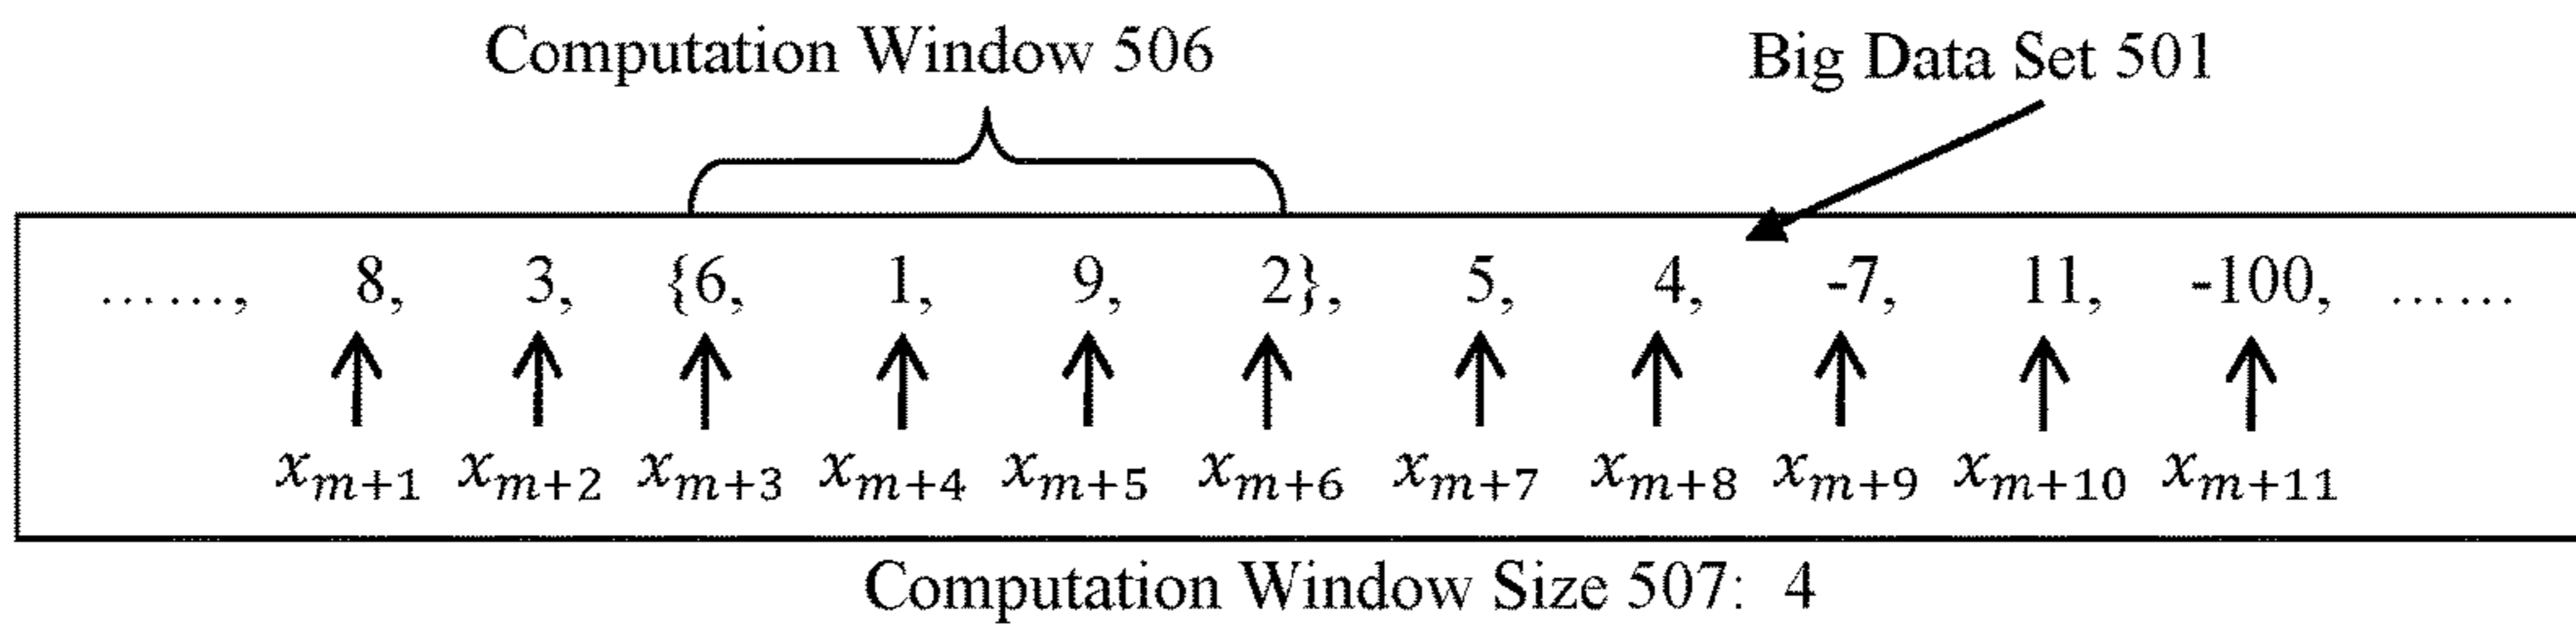 Computation Window 506 Big Data Set 501
……, 8, 3, {6, 1, 9, 2}, 5, 4, -7, 11, -100, ……
x_{m+1} x_{m+2} x_{m+3} x_{m+4} x_{m+5} x_{m+6} x_{m+7} x_{m+8} x_{m+9} x_{m+10} x_{m+11}
Computation Window Size 507: 4